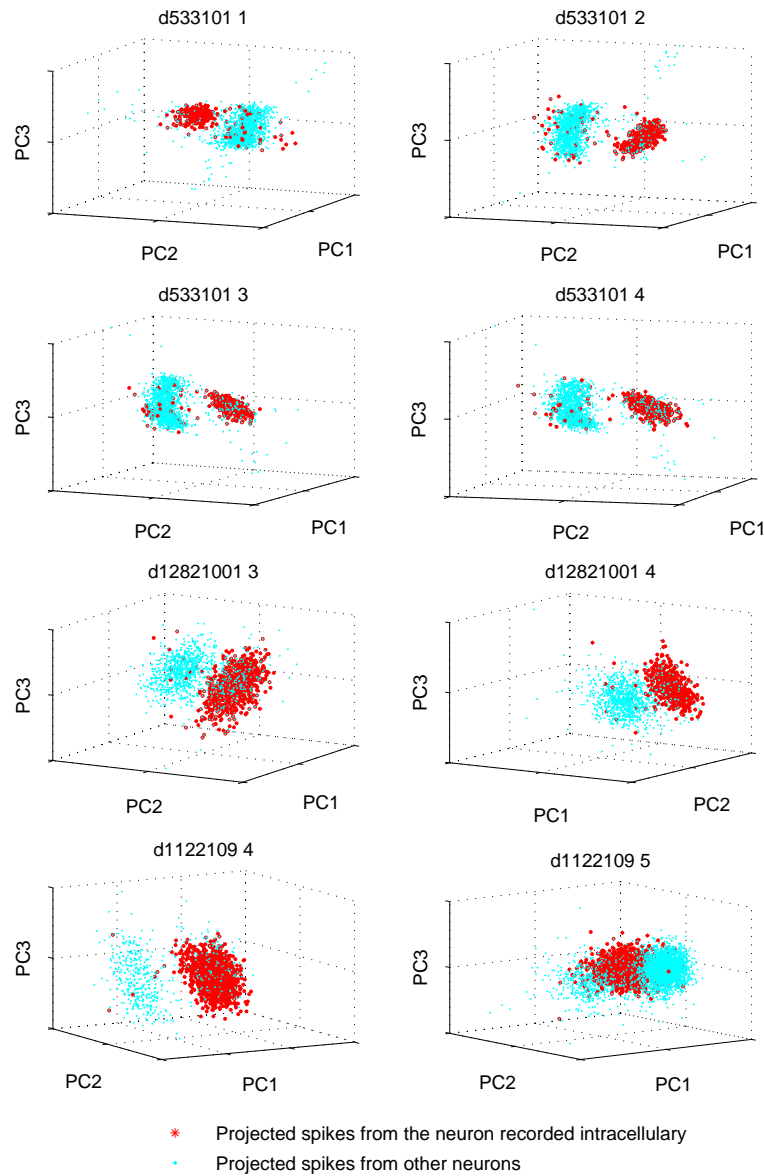 d533101 1
d533101 2
PC3
PC2
PC1
PC3
PC2
PC1
d533101 3
d533101 4
PC3
PC2
PC1
PC3
PC2
PC1
d12821001 3
d12821001 4
PC3
PC2
PC1
PC3
PC1
PC2
d1122109 4
d1122109 5
PC3
PC2
PC1
PC3
PC2
PC1
Projected spikes from the neuron recorded intracellulary
Projected spikes from other neurons